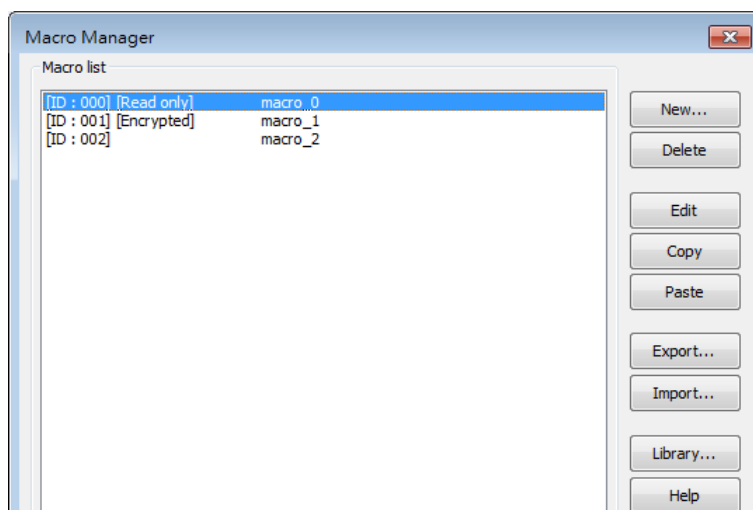 Macro Manager
Macro list
[ID : 000] [Read only] macro_0
[ID : 001] [Encrypted] macro_1
[ID : 002] macro_2
New...
Delete
Edit
Copy
Paste
Export...
Import...
Library...
Help